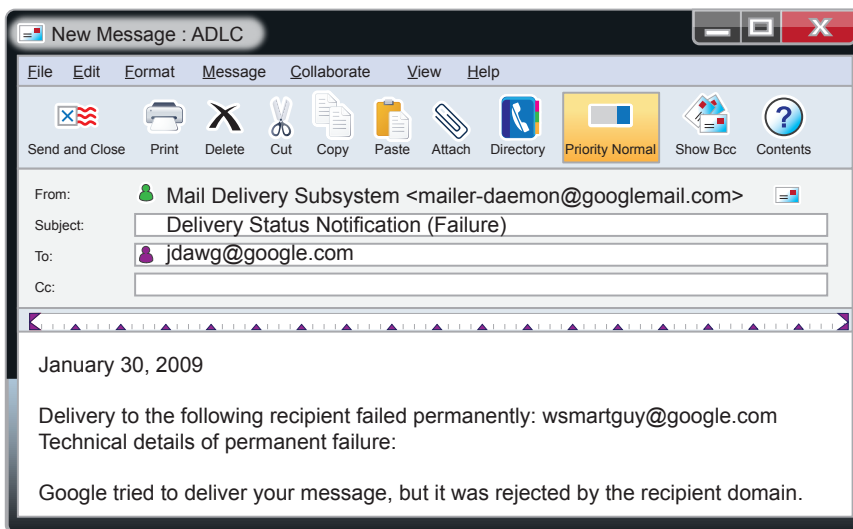 New Message : ADLC
File Edit Format Message Collaborate View Help
Send and Close Print Delete Cut Copy Paste Attach Directory Priority Normal Show Bcc Contents
From: Mail Delivery Subsystem <mailer-daemon@googlemail.com>
Subject: Delivery Status Notification (Failure)
To: jdawg@google.com
Cc:
January 30, 2009
Delivery to the following recipient failed permanently: wsmartguy@google.com
Technical details of permanent failure:
Google tried to deliver your message, but it was rejected by the recipient domain.